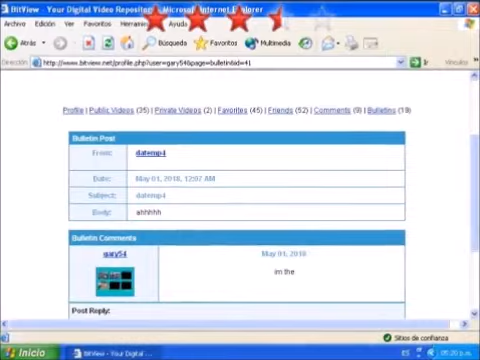 BitView - Your Digital Video Repository - Microsoft Internet Explorer
Archivo Ver Favoritos Herram Ayuda
Atrás Búsqueda Favoritos Multimedia
Dirección http://www.bitview.net/profile.php?user=gary54&page=bulletin&id=41 Ir Vínculos
Profile | Public Videos (35) | Private Videos (2) | Favorites (45) | Friends (52) | Comments (9) | Bulletins (19)
Bulletin Post
From: datemp4
Date: May 01, 2018, 12:07 AM
Subject: datemp4
Body: ahhhhh
Bulletin Comments
gary54 May 01, 2018
im the
Post Reply:
Sitios de confianza
Inicio BitView - Your Digital ... ES 05:20 p.m.